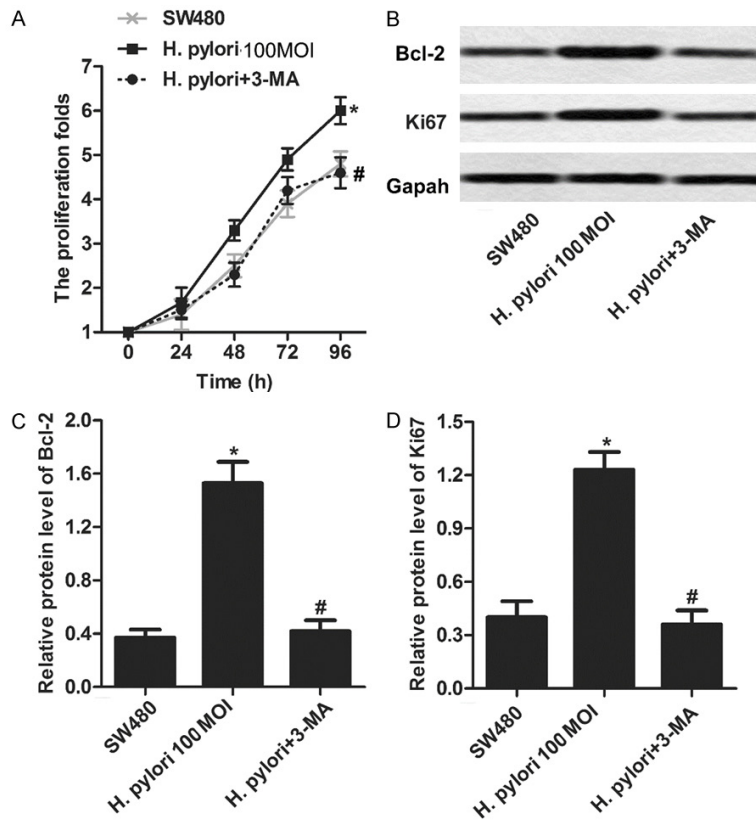 A
SW480
H. pylori·100MOI
H. pylori+3-MA
The proliferation folds
6
5
4
3
2
1
*
#
0 24 48 72 96
Time (h)
B
Bcl-2
Ki67
Gapah
SW480
H. pylori 100 MOI
H. pylori+3-MA
C
Relative protein level of Bcl-2
2.0
1.6
1.2
0.8
0.4
0.0
*
#
SW480
H. pylori 100 MOI
H. pylori+3-MA
D
Relative protein level of Ki67
1.5
1.2
0.9
0.6
0.3
0.0
*
#
SW480
H. pylori 100 MOI
H. pylori+3-MA